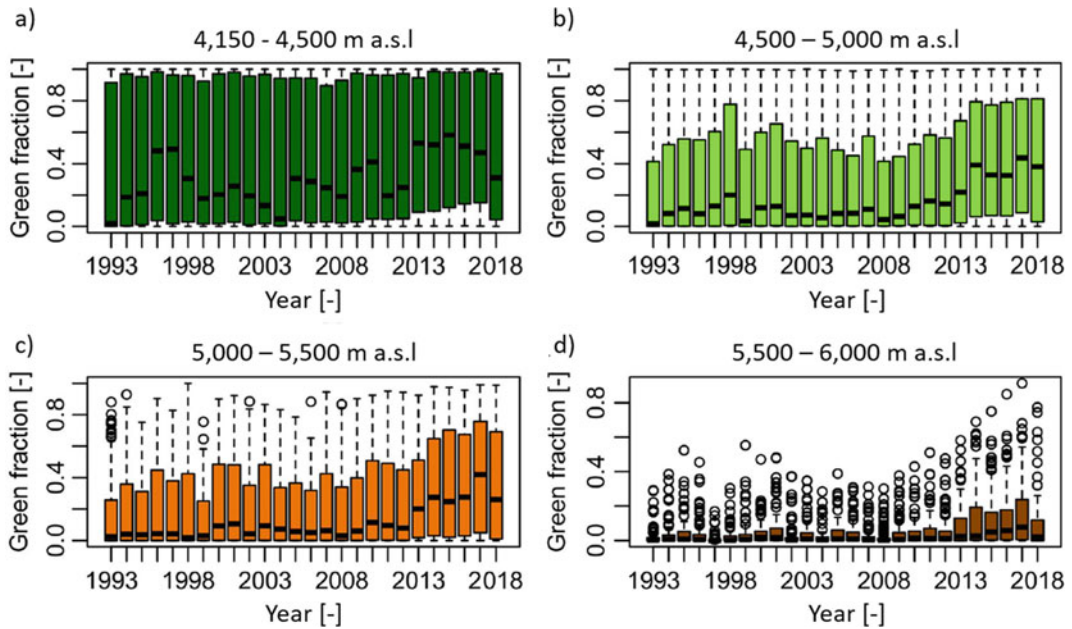 a)
4,150 - 4,500 m a.s.l
Green fraction [-]
0.8
0.4
0.0
1993 1998 2003 2008 2013 2018
Year [-]
b)
4,500 – 5,000 m a.s.l
Green fraction [-]
0.8
0.4
0.0
1993 1998 2003 2008 2013 2018
Year [-]
c)
5,000 – 5,500 m a.s.l
Green fraction [-]
0.8
0.4
0.0
1993 1998 2003 2008 2013 2018
Year [-]
d)
5,500 – 6,000 m a.s.l
Green fraction [-]
0.8
0.4
0.0
1993 1998 2003 2008 2013 2018
Year [-]